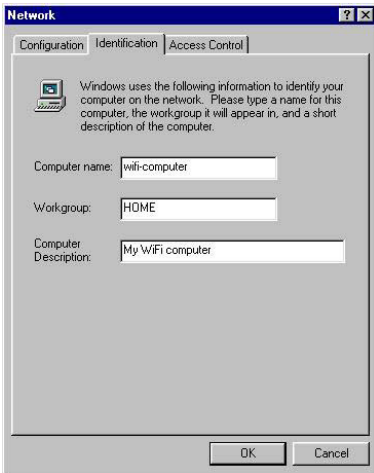 Network
Configuration Identification Access Control
Windows uses the following information to identify your
computer on the network. Please type a name for this
computer, the workgroup it will appear in, and a short
description of the computer.
Computer name: wifi-computer
Workgroup: HOME
Computer
Description: My WiFi computer
OK Cancel